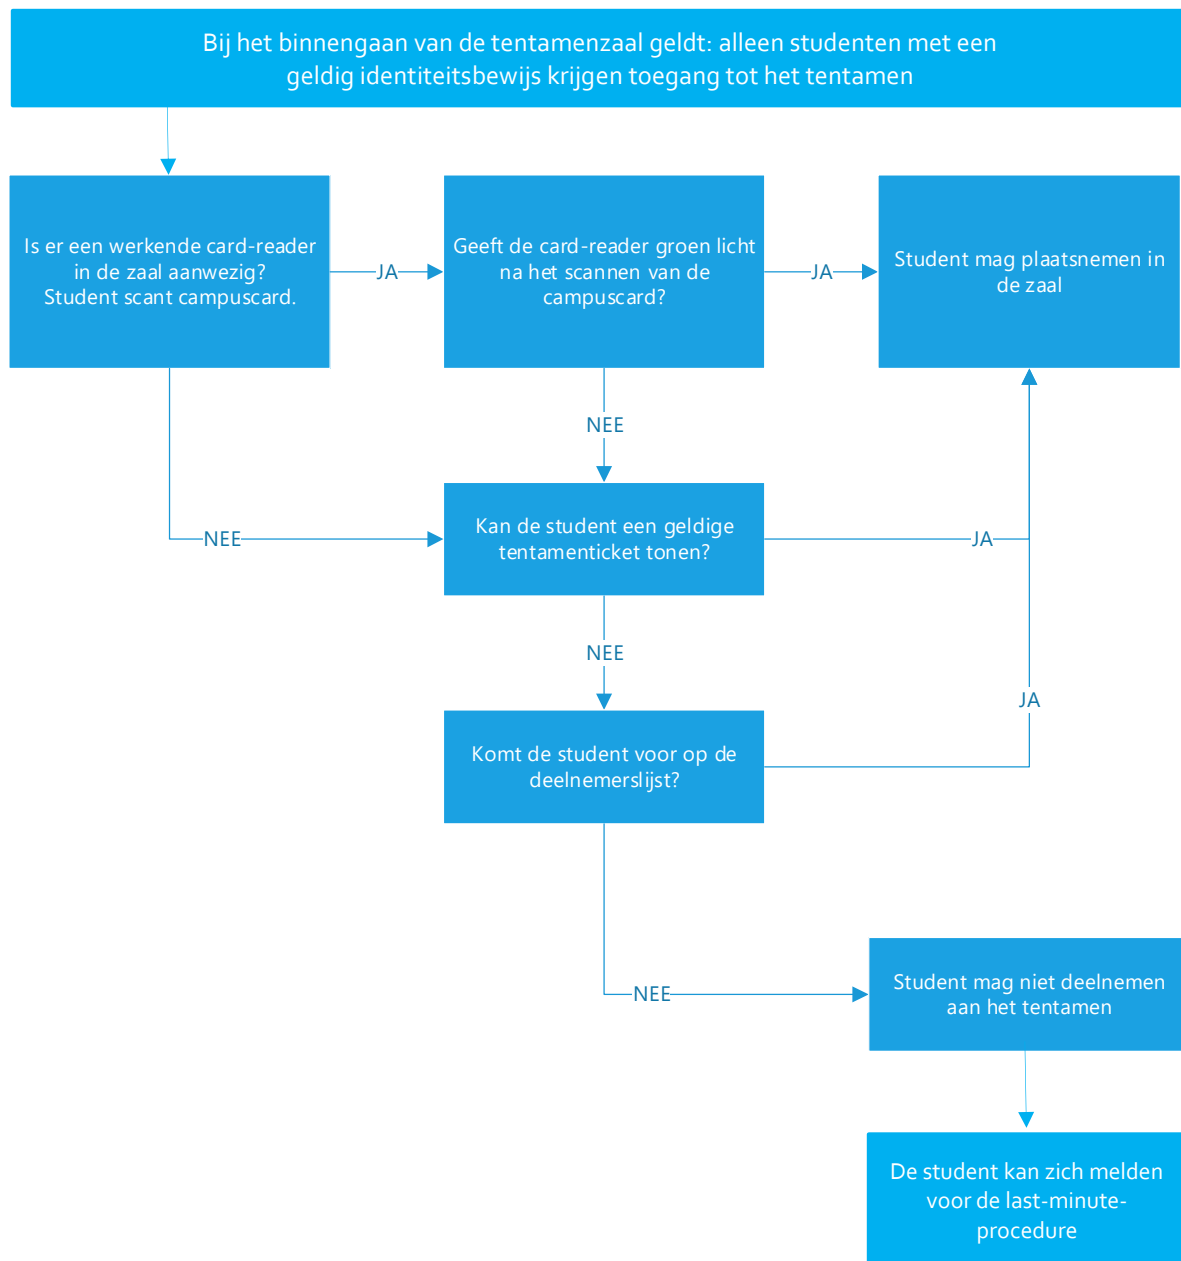 Bij het binnengaan van de tentamenzaal geldt: alleen studenten met een
geldig identiteitsbewijs krijgen toegang tot het tentamen
Is er een werkende card-reader
in de zaal aanwezig?
Student scant campuscard.
JA
Geeft de card-reader groen licht
na het scannen van de
campuscard?
JA
Student mag plaatsnemen in
de zaal
NEE
NEE
Kan de student een geldige
tentamenticket tonen?
JA
NEE
JA
Komt de student voor op de
deelnemerslijst?
NEE
Student mag niet deelnemen
aan het tentamen
De student kan zich melden
voor de last-minute-
procedure